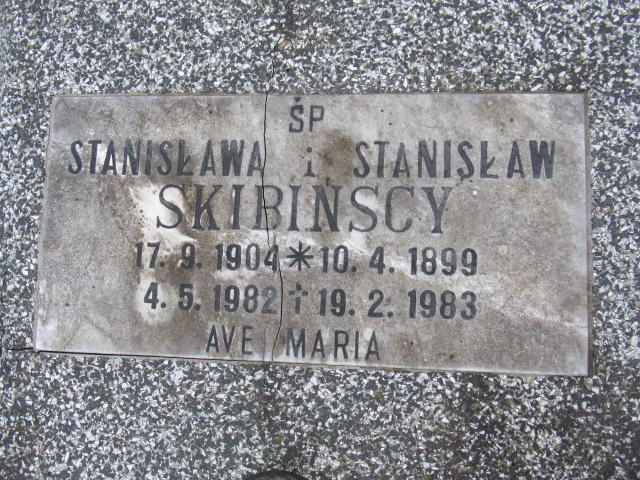 ŚP
STANISŁAWA i STANISŁAW
SKIBIŃSCY
17.9.1904 * 10.4.1899
4.5.1982 † 19.2.1983
AVE MARIA